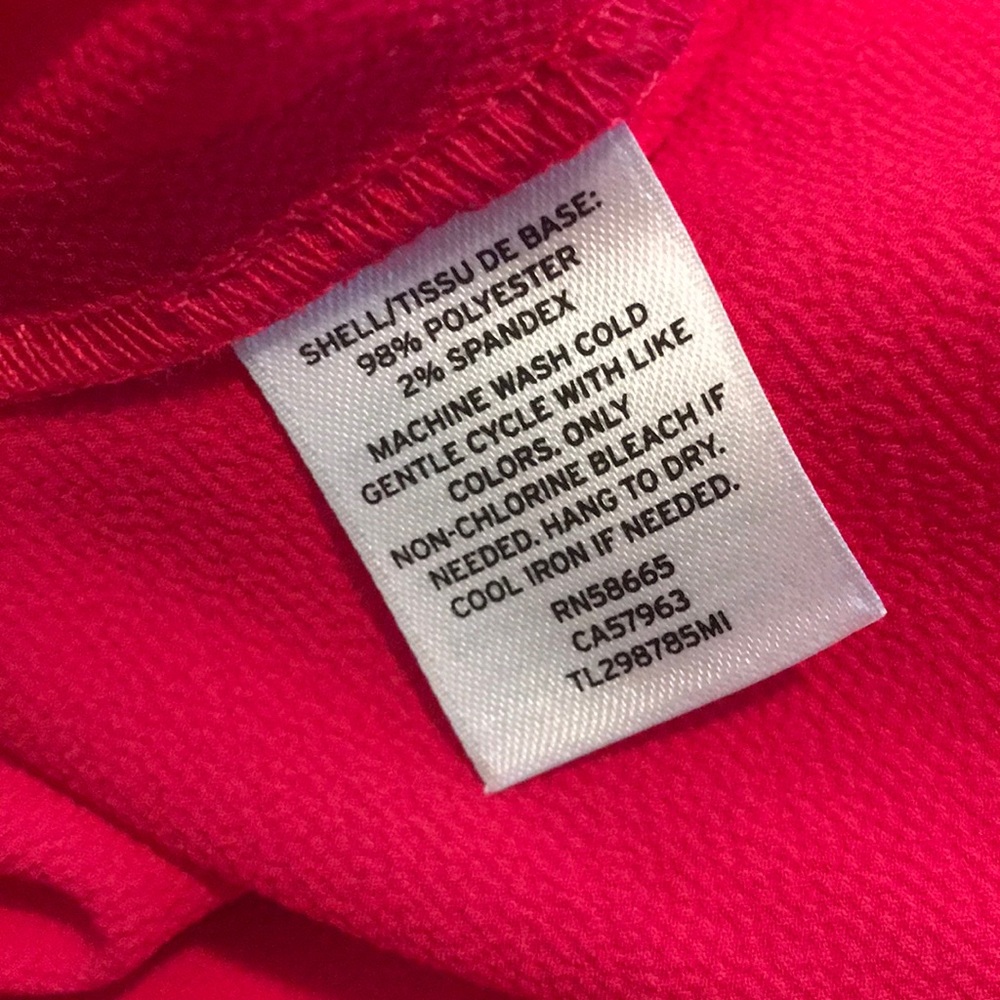 SHELL/TISSU DE BASE:
98% POLYESTER
2% SPANDEX
MACHINE WASH COLD
GENTLE CYCLE WITH LIKE
COLORS. ONLY
NON-CHLORINE BLEACH IF
NEEDED. HANG TO DRY.
COOL IRON IF NEEDED.
RN58665
CA57963
TL298785MI